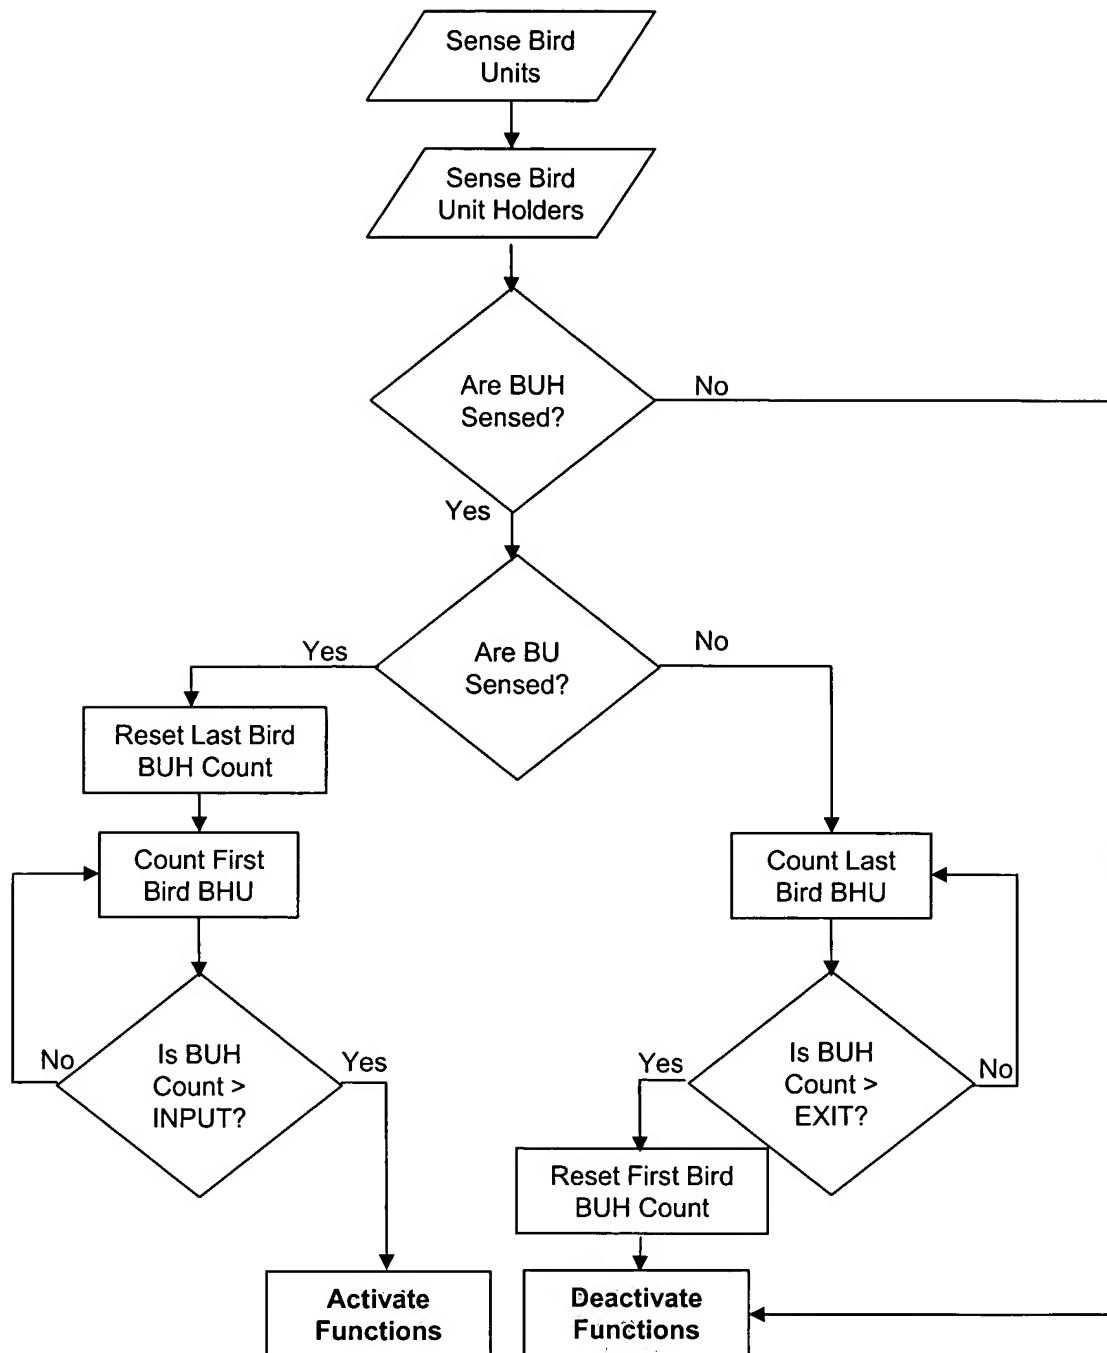 Sense Bird
Units
Sense Bird
Unit Holders
Are BUH
Sensed?
No
Yes
Are BU
Sensed?
Yes
No
Reset Last Bird
BUH Count
Count First
Bird BHU
Count Last
Bird BHU
Is BUH
Count >
INPUT?
No
Yes
Is BUH
Count >
EXIT?
Yes
No
Reset First Bird
BUH Count
Activate
Functions
Deactivate
Functions